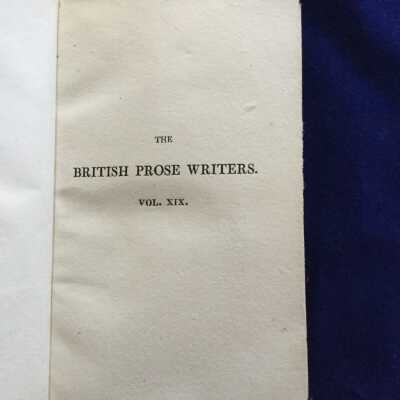 THE
BRITISH PROSE WRITERS.
VOL. XIX.